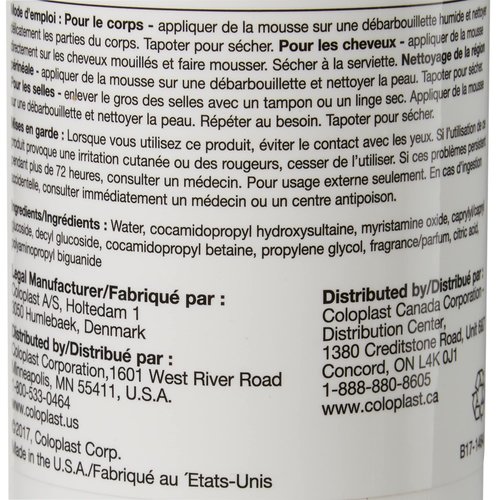 Mode d'emploi : Pour le corps - appliquer de la mousse sur une débarbouillette humide et nettoyer
délicatement les parties du corps. Tapoter pour sécher. Pour les cheveux - appliquer de la mousse
directement sur les cheveux mouillés et faire mousser. Sécher à la serviette. Nettoyage de la région
périnéale - appliquer de la mousse sur une débarbouillette et nettoyer la peau. Tapoter pour sécher.
Pour les selles - enlever le gros des selles avec un tampon ou un linge sec. Appliquer de la mousse
sur une débarbouillette et nettoyer la peau. Répéter au besoin. Tapoter pour sécher.
Mises en garde : Lorsque vous utilisez ce produit, éviter le contact avec les yeux. Si l'utilisation de ce
produit provoque une irritation cutanée ou des rougeurs, cesser de l'utiliser. Si ces problèmes persistent
pendant plus de 72 heures, consulter un médecin. Pour usage externe seulement. En cas d'ingestion
accidentelle, consulter immédiatement un médecin ou un centre antipoison.
Ingredients/Ingrédients : Water, cocamidopropyl hydroxysultaine, myristamine oxide, caprylyl/capryl
glucoside, decyl glucoside, cocamidopropyl betaine, propylene glycol, fragrance/parfum, citric acid,
polyaminopropyl biguanide
Legal Manufacturer/Fabriqué par :
Coloplast A/S, Holtedam 1
3050 Humlebaek, Denmark
Distributed by/Distribué par :
Coloplast Corporation,1601 West River Road
Minneapolis, MN 55411, U.S.A.
1-800-533-0464
www.coloplast.us
©2017, Coloplast Corp.
Made in the U.S.A./Fabriqué au ´Etats-Unis
Distributed by/Distribué par :
Coloplast Canada Corporation-
Distribution Center,
1380 Creditstone Road, Unit
Concord, ON L4K 0J1
1-888-880-8605
www.coloplast.ca